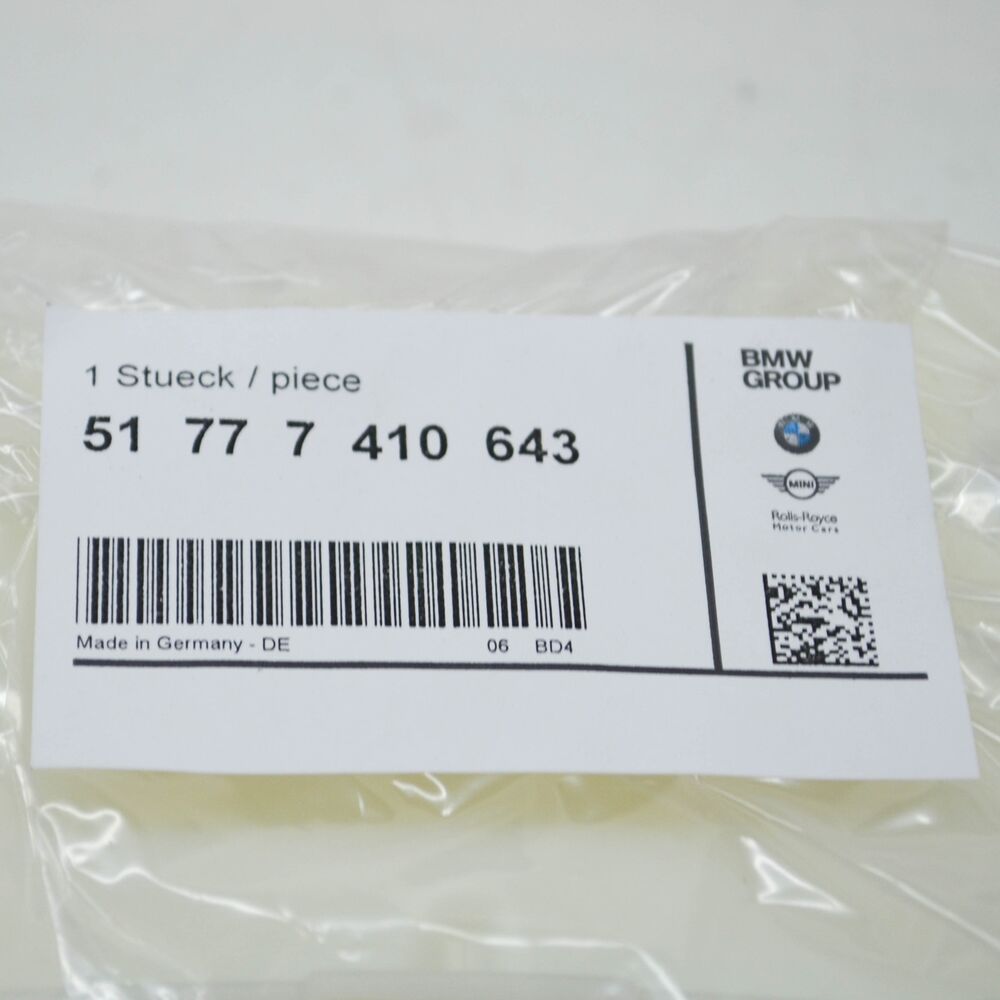 1 Stueck / piece
51 77 7 410 643
Made in Germany - DE 06 BD4
BMW
GROUP
BMW
MINI
Rolls-Royce
Motor Cars